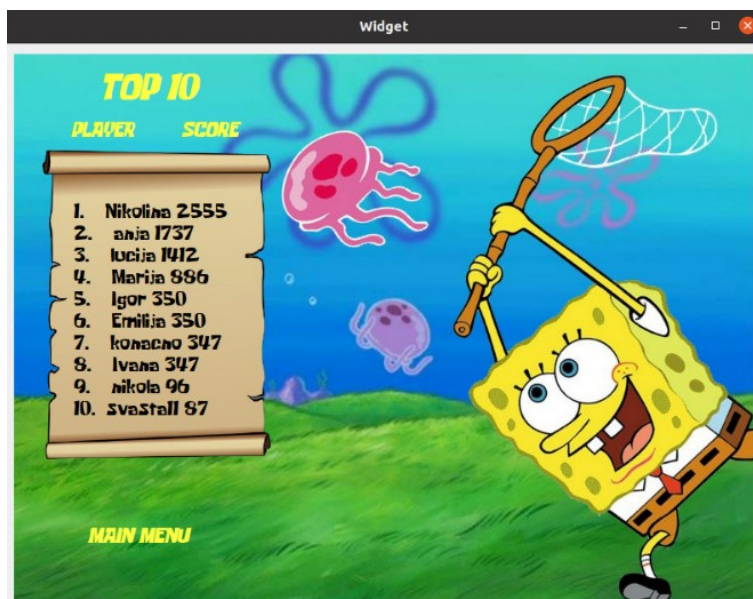 Widget
TOP 10
PLAYER SCORE
1. Nikolina 2555
2. anja 1737
3. lucija 1412
4. Marija 886
5. Igor 350
6. Emilija 350
7. konacno 347
8. Ivana 347
9. nikola 96
10. svastall 87
MAIN MENU